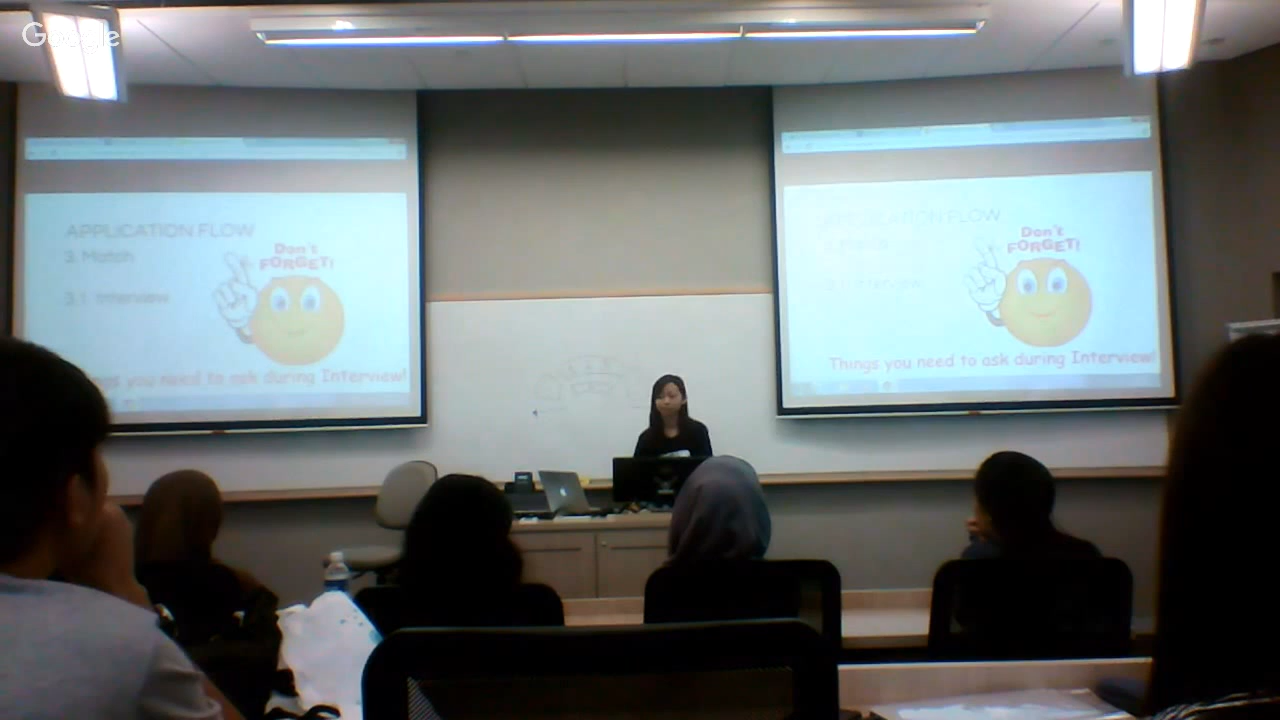 Google
APPLICATION FLOW
3. Match
3.1. Interview
Don't
FORGET!
you need to ask during Interview!
APPLICATION FLOW
Don't
FORGET!
Things you need to ask during Interview!